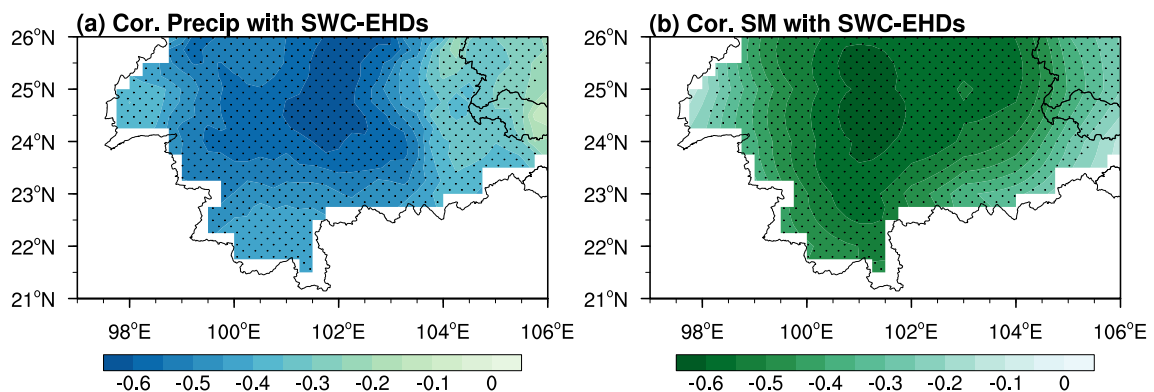 (a) Cor. Precip with SWC-EHDs
26°N
25°N
24°N
23°N
22°N
21°N
98°E 100°E 102°E 104°E 106°E
-0.6 -0.5 -0.4 -0.3 -0.2 -0.1 0
(b) Cor. SM with SWC-EHDs
26°N
25°N
24°N
23°N
22°N
21°N
98°E 100°E 102°E 104°E 106°E
-0.6 -0.5 -0.4 -0.3 -0.2 -0.1 0